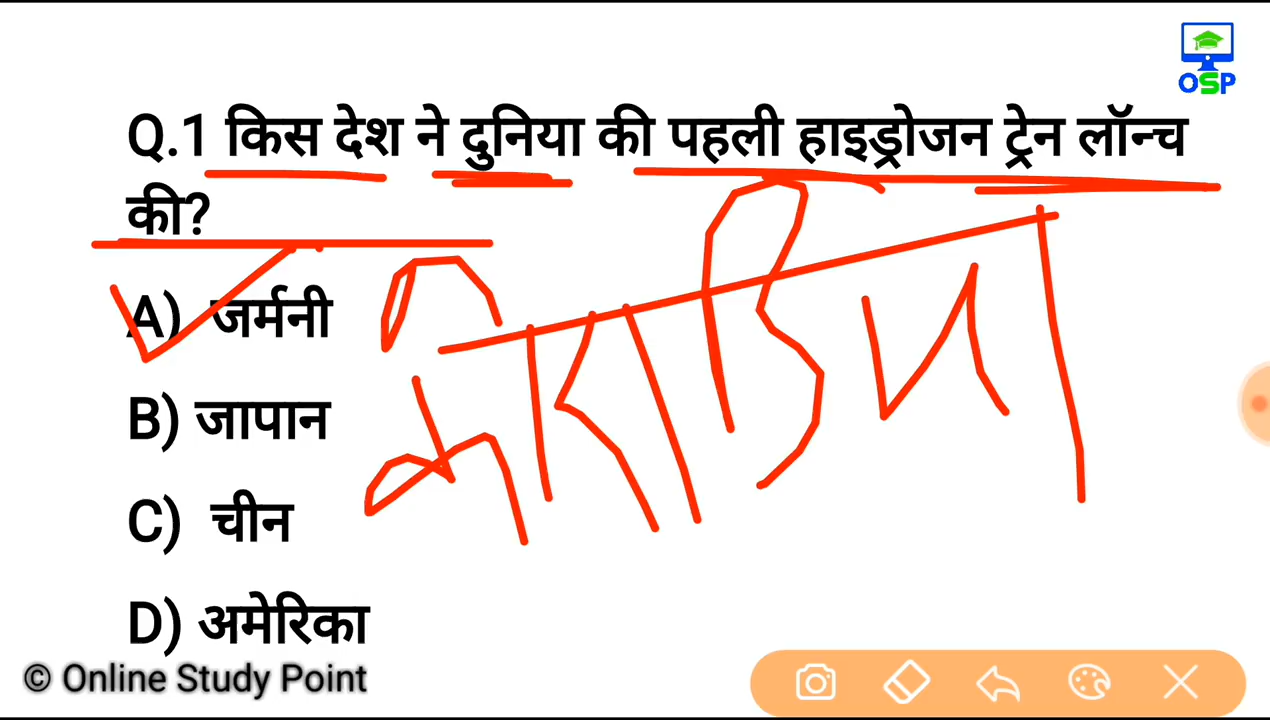 OSP
Q.1 किस देश ने दुनिया की पहली हाइड्रोजन ट्रेन लॉन्च
की?
A) जर्मनी
B) जापान
C) चीन
D) अमेरिका
© Online Study Point